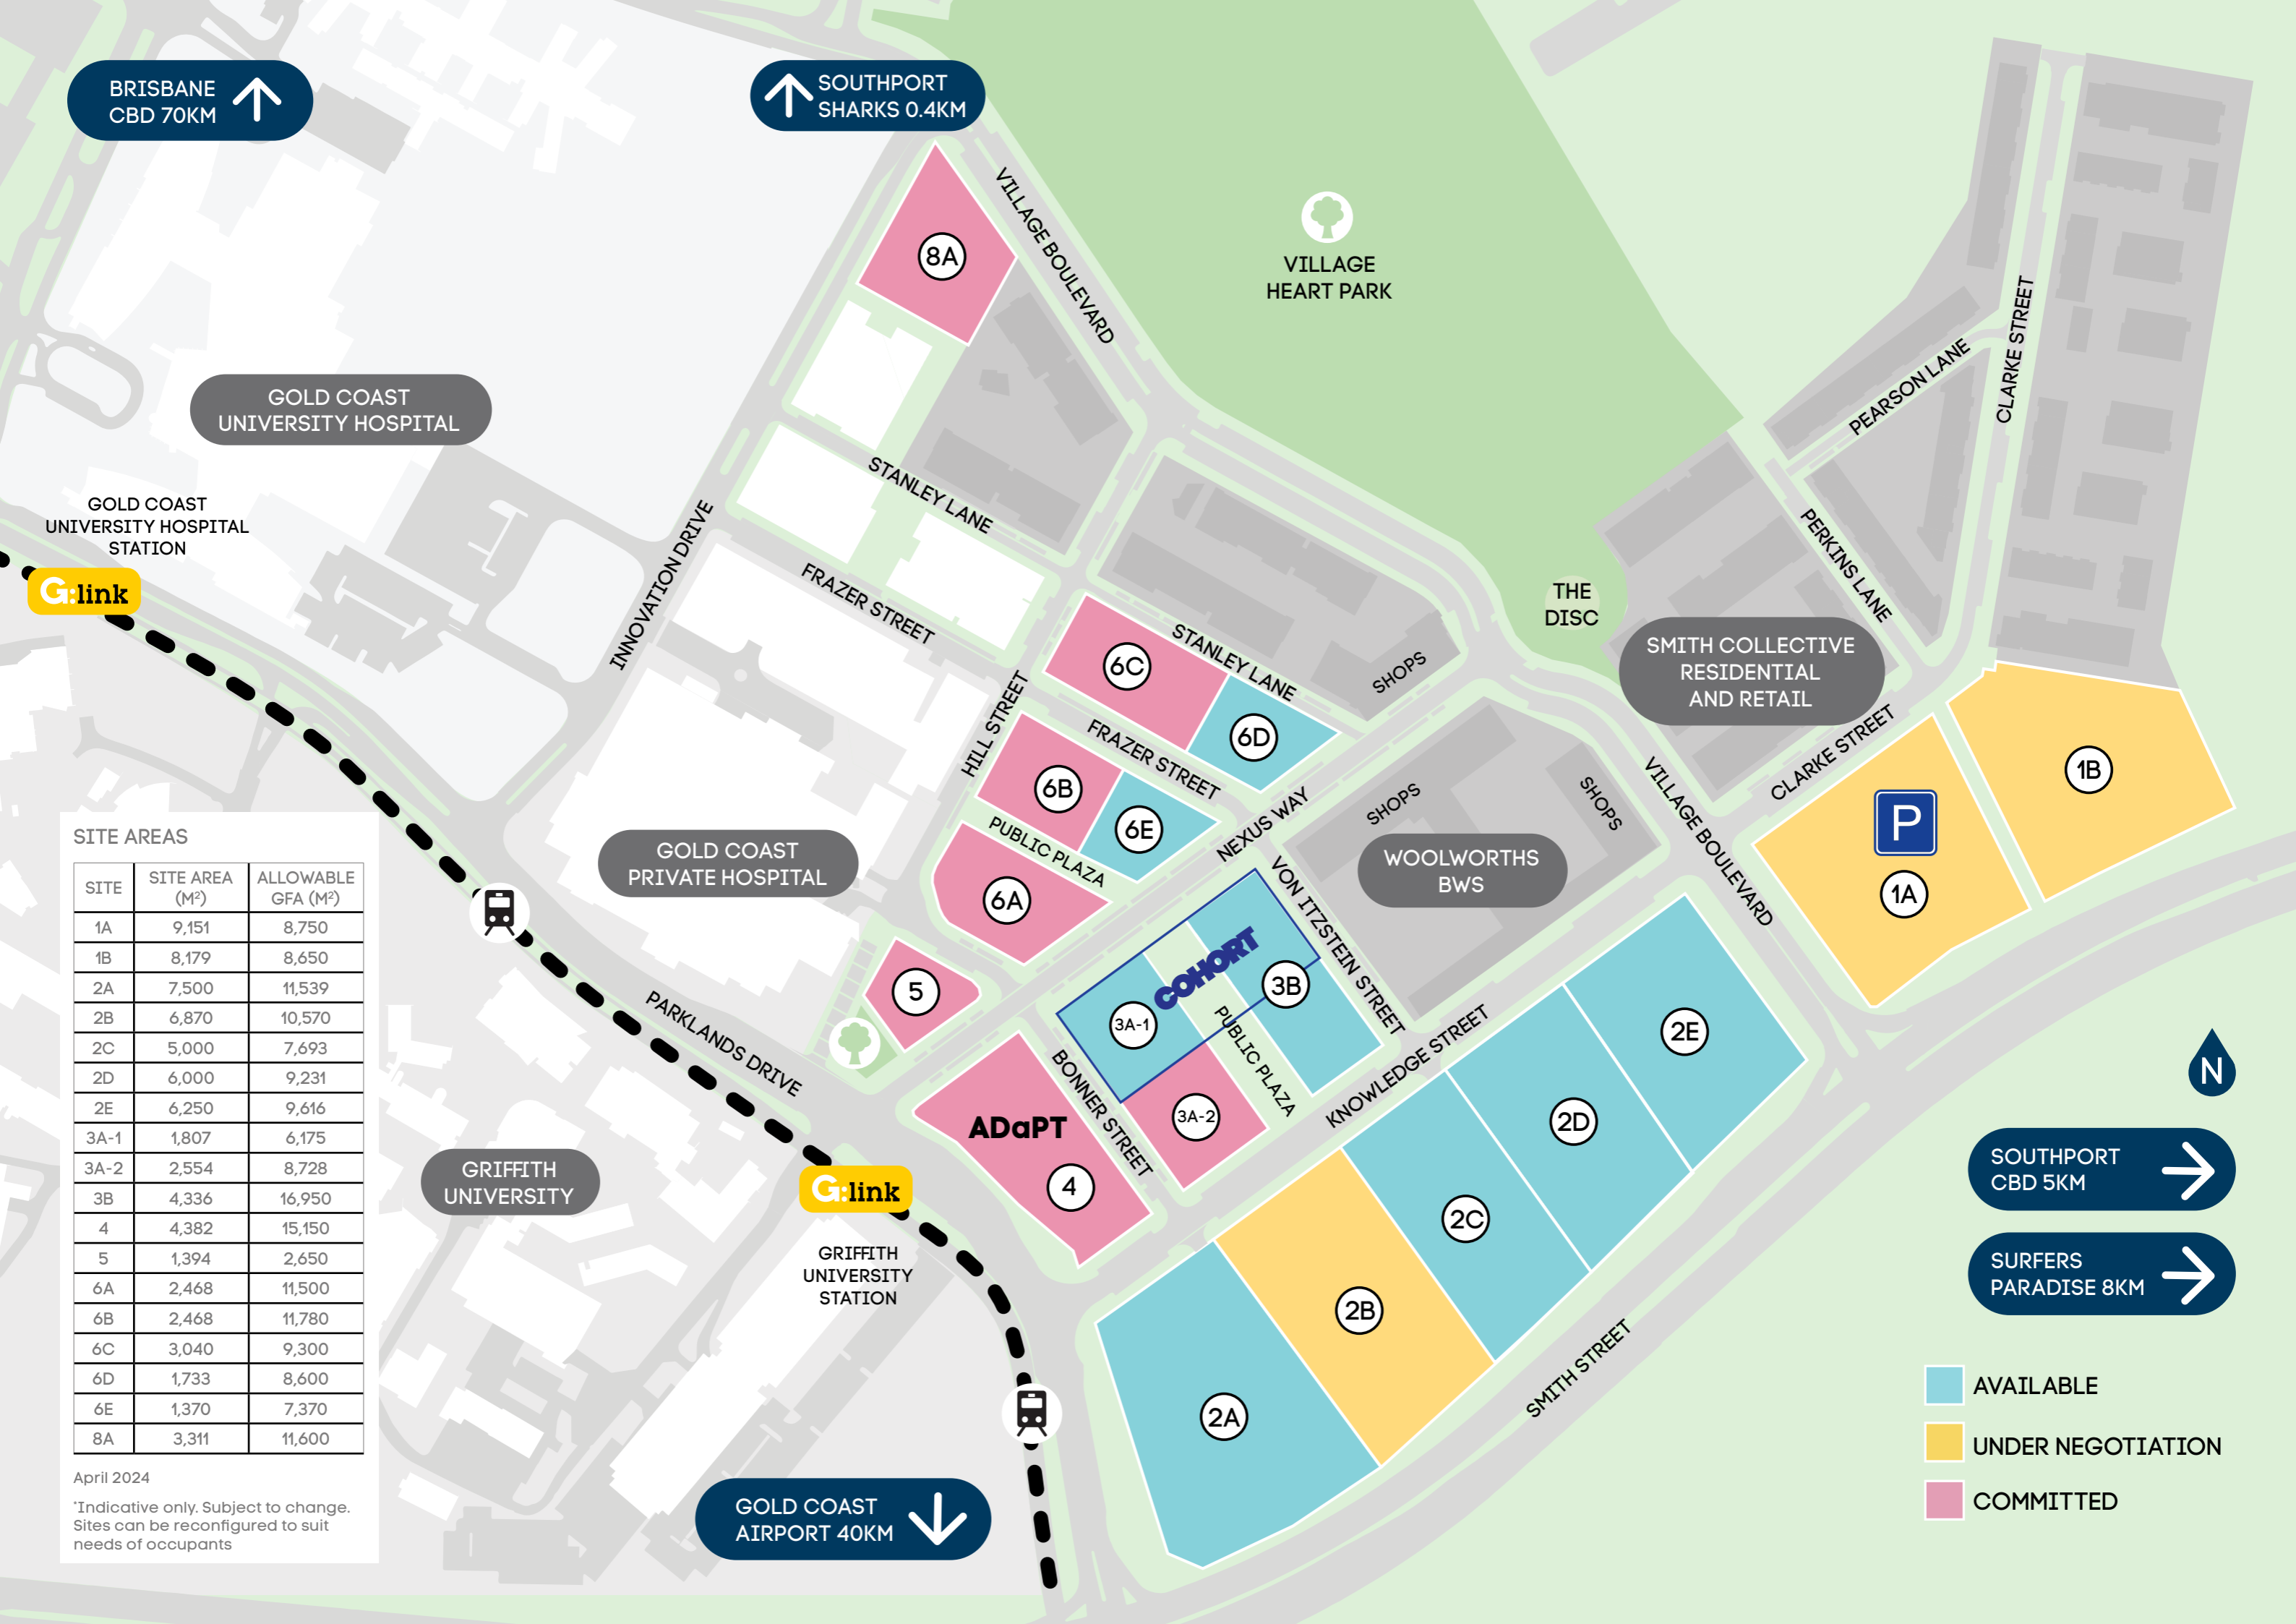 BRISBANE
CBD 70KM
SOUTHPORT
SHARKS 0.4KM
8A
VILLAGE BOULEVARD
VILLAGE
HEART PARK
GOLD COAST
UNIVERSITY HOSPITAL
GOLD COAST
UNIVERSITY HOSPITAL
STATION
G:link
STANLEY LANE
INNOVATION DRIVE
FRAZER STREET
PEARSON LANE
CLARKE STREET
PERKINS LANE
THE
DISC
SMITH COLLECTIVE
RESIDENTIAL
AND RETAIL
6C
STANLEY LANE
SHOPS
6D
HILL STREET
FRAZER STREET
6B
6E
PUBLIC PLAZA
6A
NEXUS WAY
SHOPS
SHOPS
WOOLWORTHS
BWS
VILLAGE BOULEVARD
CLARKE STREET
P
1A
1B
GOLD COAST
PRIVATE HOSPITAL
VON ITZSTEIN STREET
COHORT
3A-1
3B
5
PARKLANDS DRIVE
PUBLIC PLAZA
3A-2
BONNER STREET
KNOWLEDGE STREET
ADaPT
4
2E
2D
2C
2B
2A
GRIFFITH
UNIVERSITY
G:link
GRIFFITH
UNIVERSITY
STATION
SMITH STREET
GOLD COAST
AIRPORT 40KM
N
SOUTHPORT
CBD 5KM
SURFERS
PARADISE 8KM
AVAILABLE
UNDER NEGOTIATION
COMMITTED
SITE AREAS
SITE SITE AREA (M²) ALLOWABLE GFA (M²)
1A 9,151 8,750
1B 8,179 8,650
2A 7,500 11,539
2B 6,870 10,570
2C 5,000 7,693
2D 6,000 9,231
2E 6,250 9,616
3A-1 1,807 6,175
3A-2 2,554 8,728
3B 4,336 16,950
4 4,382 15,150
5 1,394 2,650
6A 2,468 11,500
6B 2,468 11,780
6C 3,040 9,300
6D 1,733 8,600
6E 1,370 7,370
8A 3,311 11,600
April 2024
*Indicative only. Subject to change.
Sites can be reconfigured to suit
needs of occupants